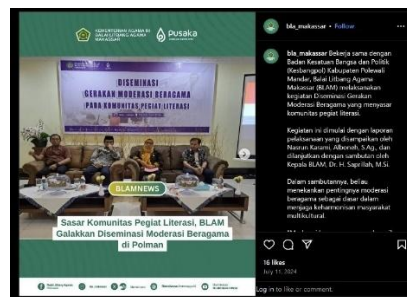 KEMENTERIAN AGAMA RI
BALAI LITBANG AGAMA
MAKASSAR
pusaka
DISEMINASI
GERAKAN MODERASI BERAGAMA
PARA KOMUNITAS PEGIAT LITERASI
BLAMNEWS
Sasar Komunitas Pegiat Literasi, BLAM
Galakkan Diseminasi Moderasi Beragama
di Polman
bla_makassar • Follow
bla_makassar Bekerja sama dengan
Badan Kesatuan Bangsa dan Politik
(Kesbangpol) Kabupaten Polewali
Mandar, Balai Litbang Agama
Makassar (BLAM) melaksanakan
kegiatan Diseminasi Gerakan
Moderasi Beragama yang menyasar
komunitas pegiat literasi.
Kegiatan ini dimulai dengan laporan
pelaksanaan yang disampaikan oleh
Nasrun Karami, Alboneh, S.Ag., dan
dilanjutkan dengan sambutan oleh
Kepala BLAM, Dr. H. Saprillah, M.Si.
Dalam sambutannya, beliau
menekankan pentingnya moderasi
beragama sebagai dasar dalam
menjaga keharmonisan masyarakat
multikultural.
16 likes
July 11, 2024
Log in to like or comment.